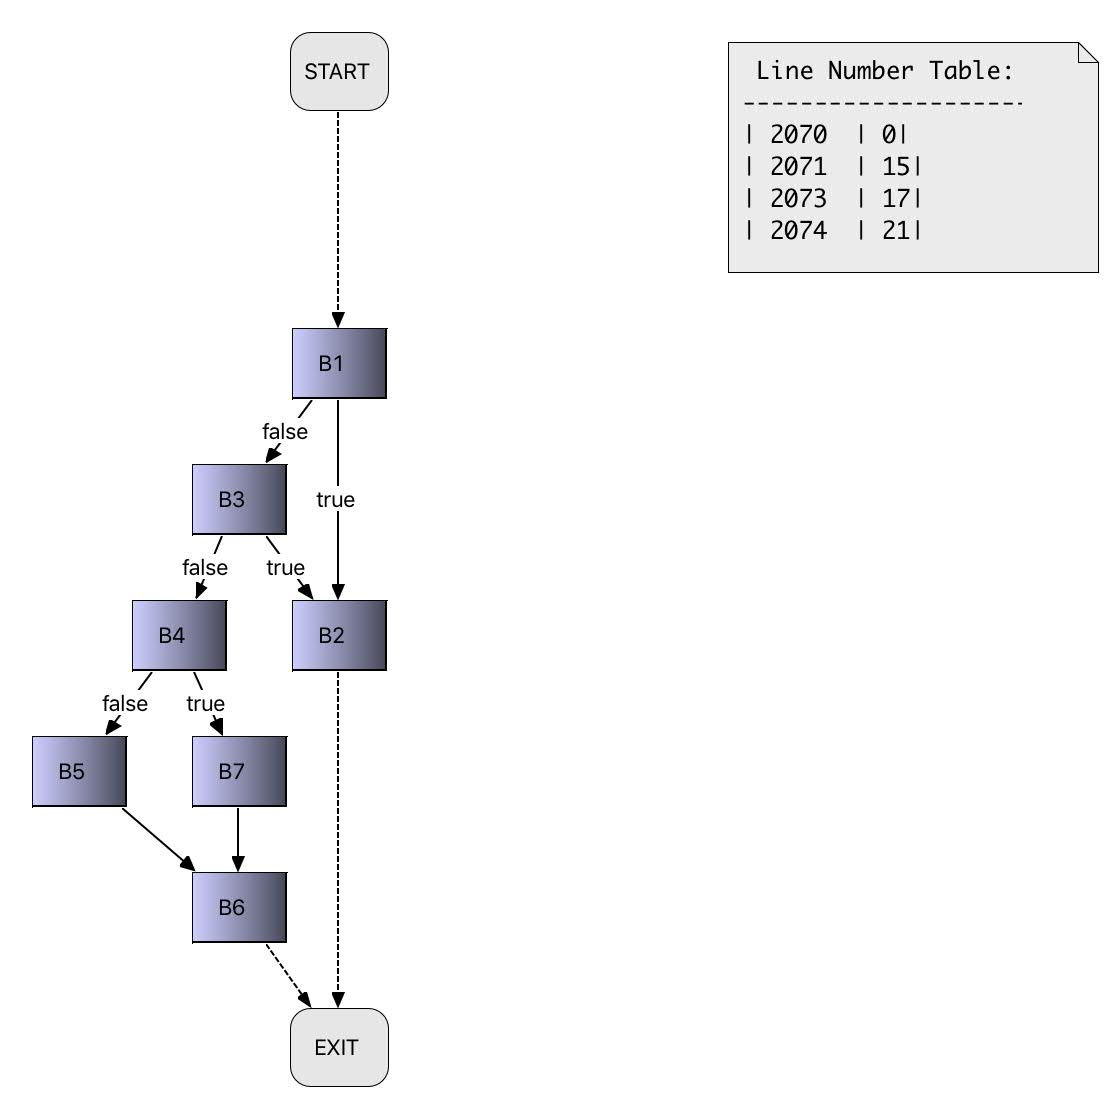 START
Line Number Table:
---------------------
| 2070  | 0|
| 2071  | 15|
| 2073  | 17|
| 2074  | 21|
B1
false
B3
true
false
true
B4
B2
false
true
B5
B7
B6
EXIT